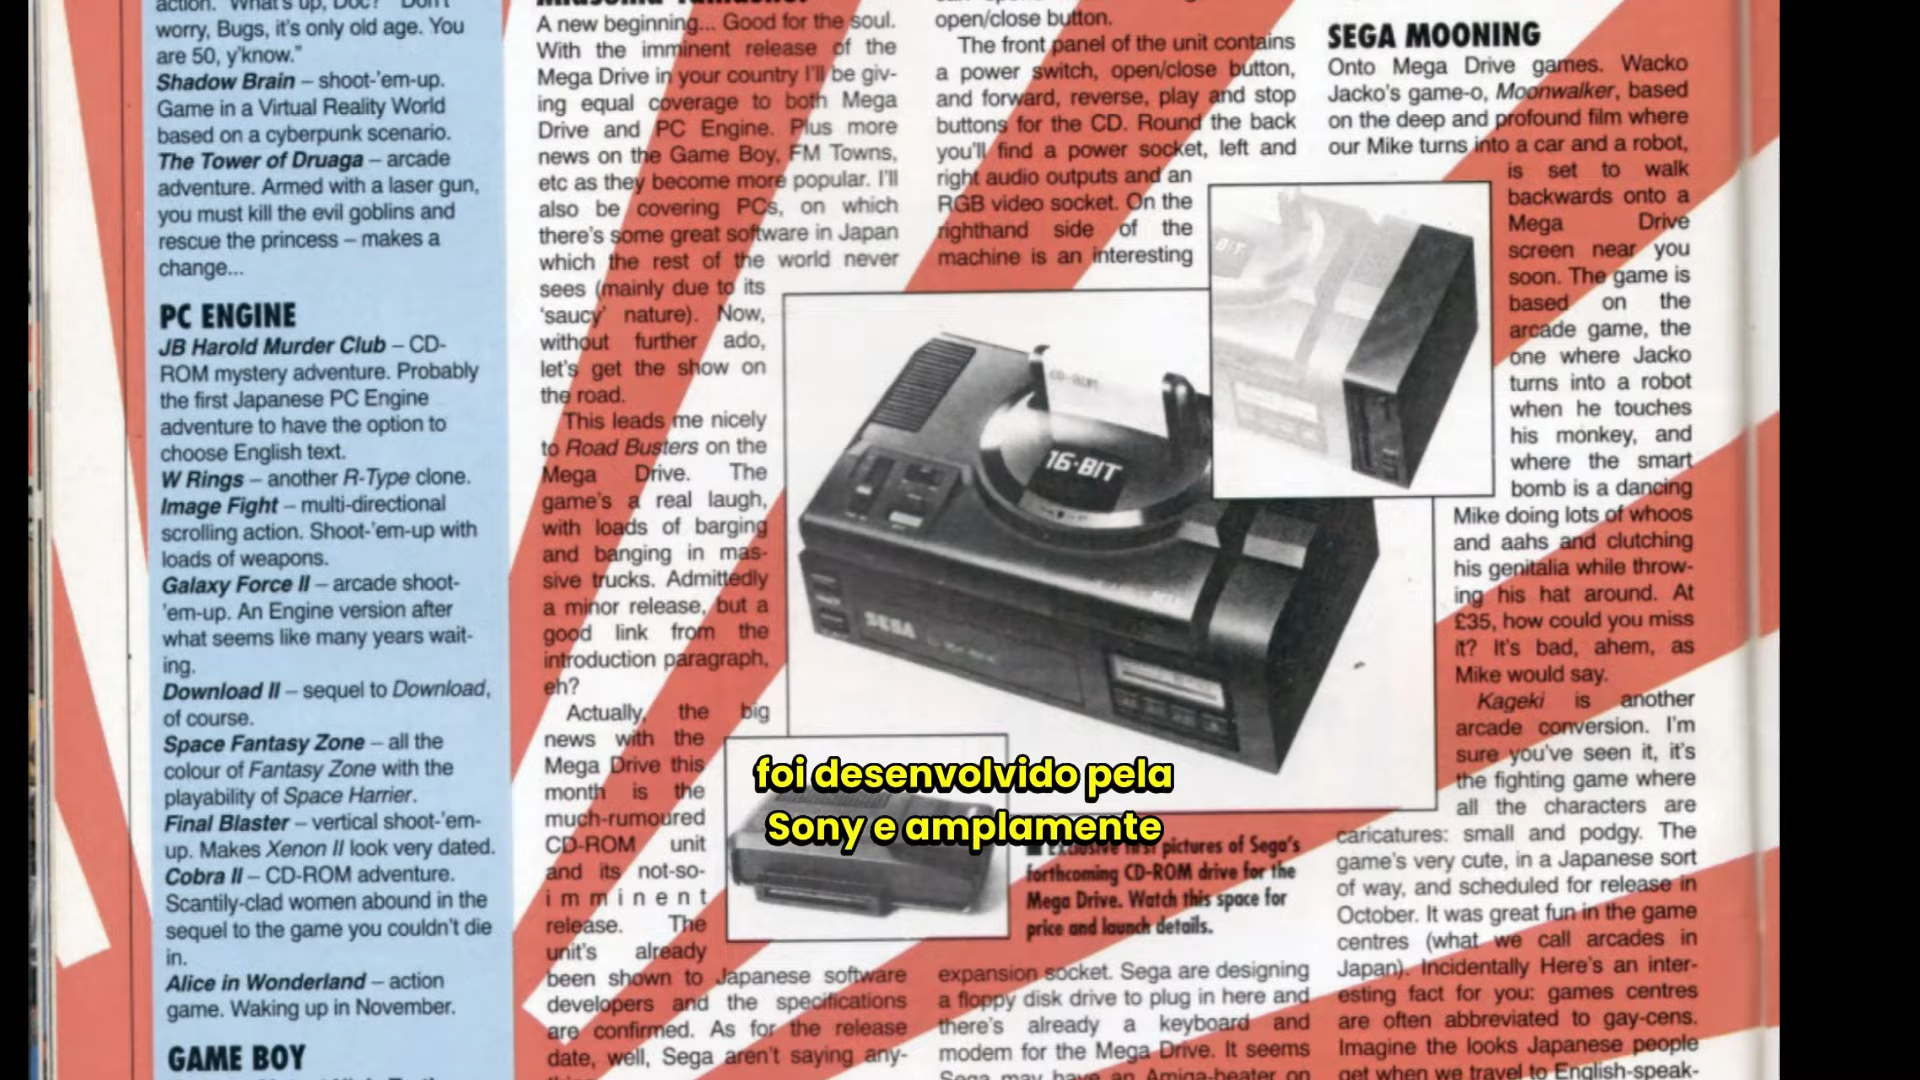 action. "What's up, Doc?" "Don't
worry, Bugs, it's only old age. You
are 50, y'know."
Shadow Brain – shoot-'em-up.
Game in a Virtual Reality World
based on a cyberpunk scenario.
The Tower of Druaga – arcade
adventure. Armed with a laser gun,
you must kill the evil goblins and
rescue the princess – makes a
change...
PC ENGINE
JB Harold Murder Club – CD-
ROM mystery adventure. Probably
the first Japanese PC Engine
adventure to have the option to
choose English text.
W Rings – another R-Type clone.
Image Fight – multi-directional
scrolling action. Shoot-'em-up with
loads of weapons.
Galaxy Force II – arcade shoot-
'em-up. An Engine version after
what seems like many years wait-
ing.
Download II – sequel to Download,
of course.
Space Fantasy Zone – all the
colour of Fantasy Zone with the
playability of Space Harrier.
Final Blaster – vertical shoot-'em-
up. Makes Xenon II look very dated.
Cobra II – CD-ROM adventure.
Scantily-clad women abound in the
sequel to the game you couldn't die
in.
Alice in Wonderland – action
game. Waking up in November.
GAME BOY
A new beginning... Good for the soul.
With the imminent release of the
Mega Drive in your country I'll be giv-
ing equal coverage to both Mega
Drive and PC Engine. Plus more
news on the Game Boy, FM Towns,
etc as they become more popular. I'll
also be covering PCs, on which
there's some great software in Japan
which the rest of the world never
sees (mainly due to its
'saucy' nature). Now,
without further ado,
let's get the show on
the road.
This leads me nicely
to Road Busters on the
Mega Drive. The
game's a real laugh,
with loads of barging
and banging in mas-
sive trucks. Admittedly
a minor release, but a
good link from the
introduction paragraph,
eh?
Actually, the big
news with the
Mega Drive this
month is the
much-rumoured
CD-ROM unit
and its not-so-
imminent
release. The
unit's already
been shown to Japanese software
developers and the specifications
are confirmed. As for the release
date, well, Sega aren't saying any-
open/close button.
The front panel of the unit contains
a power switch, open/close button,
and forward, reverse, play and stop
buttons for the CD. Round the back
you'll find a power socket, left and
right audio outputs and an
RGB video socket. On the
righthand side of the
machine is an interesting
CD-ROM
16-BIT
SEGA
BIT
foi desenvolvido pela
Sony e amplamente
pictures of Sega's
forthcoming CD-ROM drive for the
Mega Drive. Watch this space for
price and launch details.
expansion socket. Sega are designing
a floppy disk drive to plug in here and
there's already a keyboard and
modem for the Mega Drive. It seems
Sega may have an Amiga-beater on
SEGA MOONING
Onto Mega Drive games. Wacko
Jacko's game-o, Moonwalker, based
on the deep and profound film where
our Mike turns into a car and a robot,
is set to walk
backwards onto a
Mega Drive
screen near you
soon. The game is
based on the
arcade game, the
one where Jacko
turns into a robot
when he touches
his monkey, and
where the smart
bomb is a dancing
Mike doing lots of whoos
and aahs and clutching
his genitalia while throw-
ing his hat around. At
£35, how could you miss
it? It's bad, ahem, as
Mike would say.
Kageki is another
arcade conversion. I'm
sure you've seen it, it's
the fighting game where
all the characters are
caricatures: small and podgy. The
game's very cute, in a Japanese sort
of way, and scheduled for release in
October. It was great fun in the game
centres (what we call arcades in
Japan). Incidentally Here's an inter-
esting fact for you: games centres
are often abbreviated to gay-cens.
Imagine the looks Japanese people
get when we travel to English-speak-